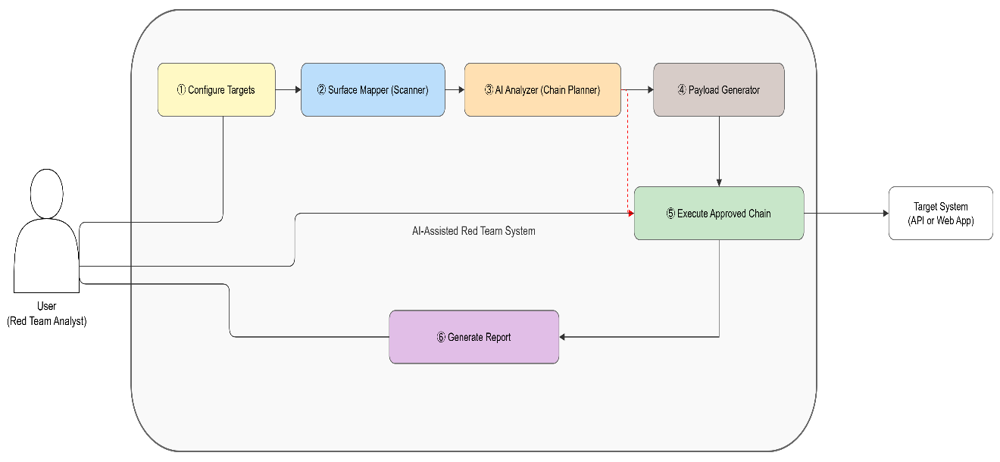 ① Configure Targets
② Surface Mapper (Scanner)
③ AI Analyzer (Chain Planner)
④ Payload Generator
⑤ Execute Approved Chain
Target System
(API or Web App)
AI-Assisted Red Team System
User
(Red Team Analyst)
⑥ Generate Report